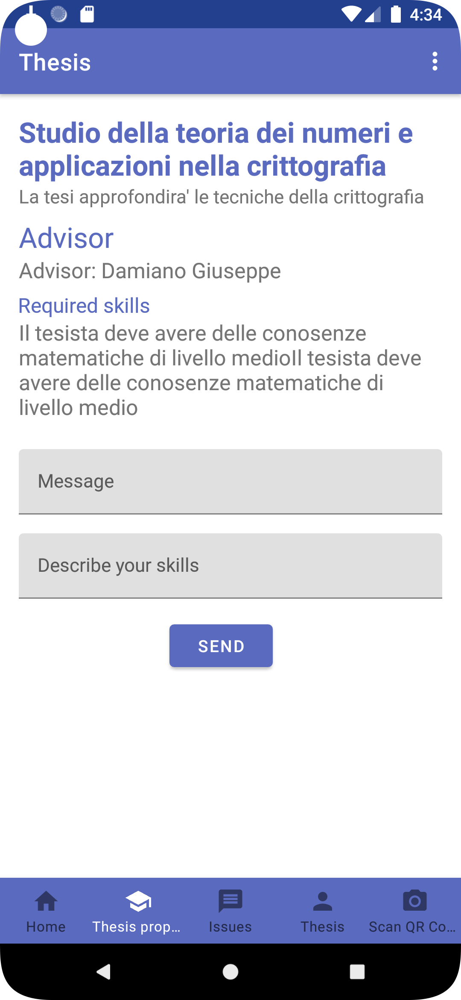 4:34
Thesis
Studio della teoria dei numeri e
applicazioni nella crittografia
La tesi approfondira' le tecniche della crittografia
Advisor
Advisor: Damiano Giuseppe
Required skills
Il tesista deve avere delle conosenze
matematiche di livello medioIl tesista deve
avere delle conosenze matematiche di
livello medio
Message
Describe your skills
SEND
Home
Thesis prop...
Issues
Thesis
Scan QR Co...